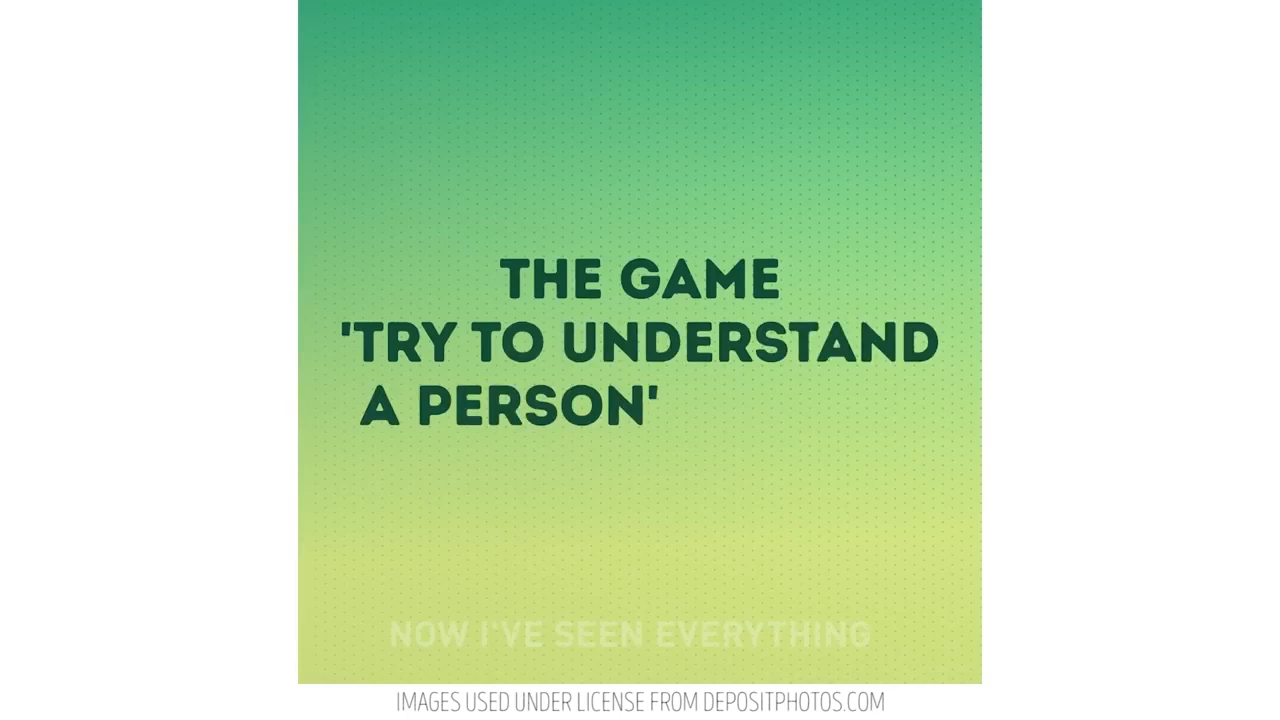 THE GAME
'TRY TO UNDERSTAND
A PERSON'
NOW I'VE SEEN EVERYTHING
IMAGES USED UNDER LICENSE FROM DEPOSITPHOTOS.COM